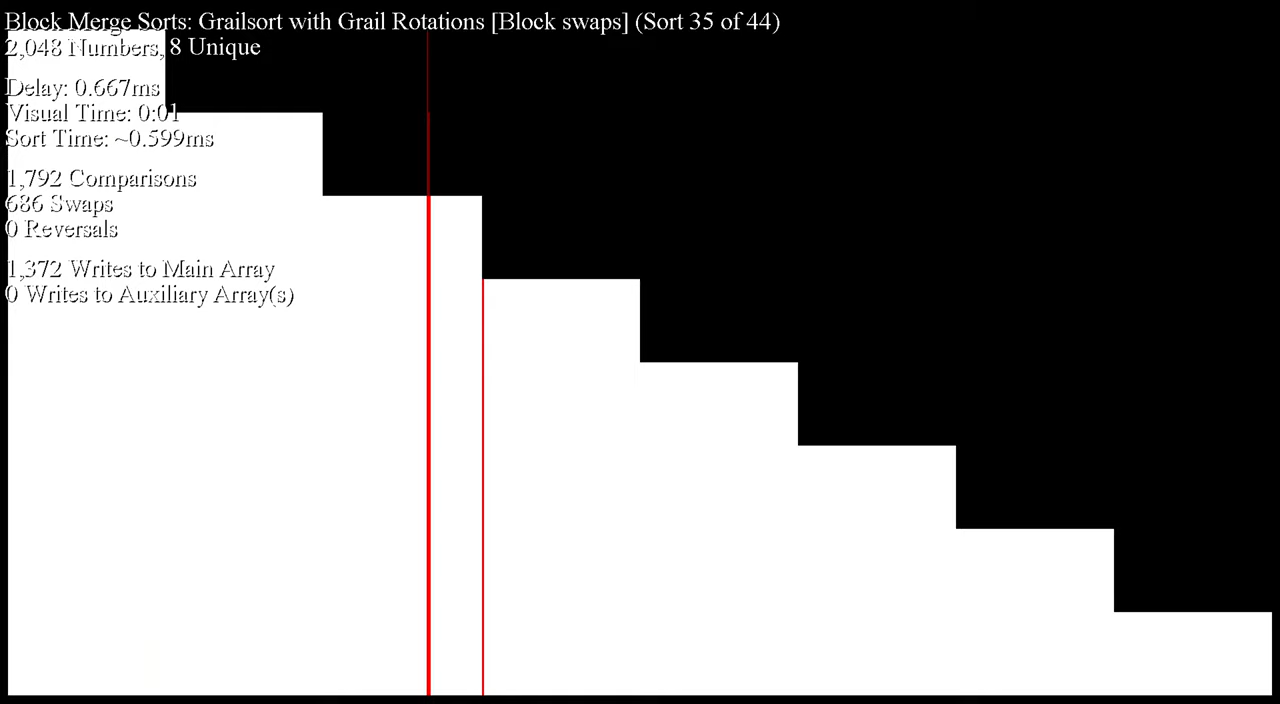 Block Merge Sorts: Grailsort with Grail Rotations [Block swaps] (Sort 35 of 44)
2,048 Numbers, 8 Unique
Delay: 0.667ms
Visual Time: 0:01
Sort Time: ~0.599ms
1,792 Comparisons
686 Swaps
0 Reversals
1,372 Writes to Main Array
0 Writes to Auxiliary Array(s)